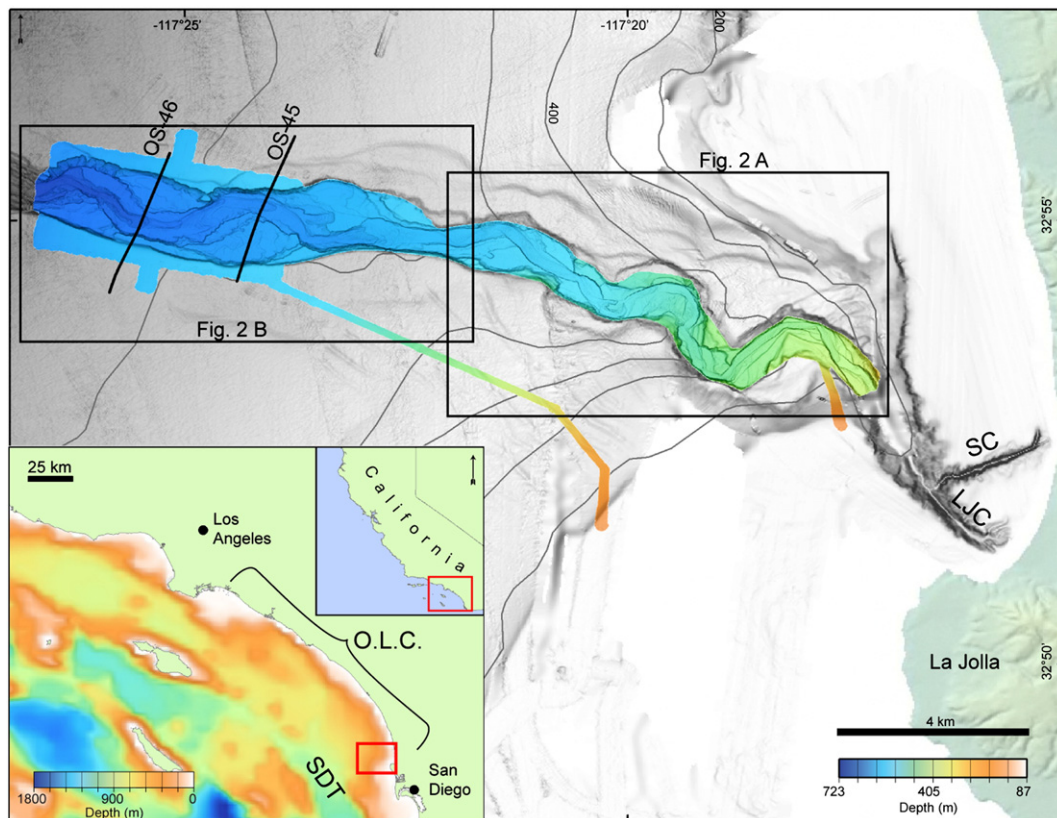 -117°25'
-117°20'
200
400
OS-46
OS-45
Fig. 2 A
32°55'
Fig. 2 B
SC
LJC
25 km
Los
Angeles
California
O.L.C.
SDT
San
Diego
1800 900 0
Depth (m)
32°50'
La Jolla
4 km
723 405 87
Depth (m)